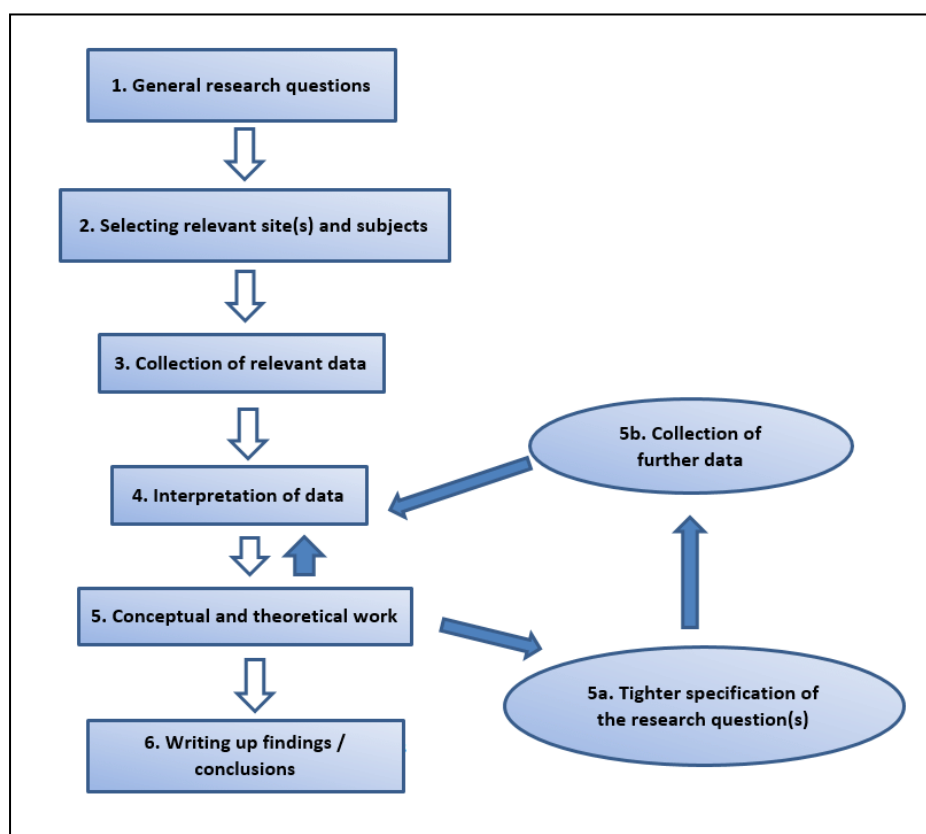 1. General research questions
2. Selecting relevant site(s) and subjects
3. Collection of relevant data
4. Interpretation of data
5. Conceptual and theoretical work
5a. Tighter specification of
the research question(s)
5b. Collection of
further data
6. Writing up findings /
conclusions